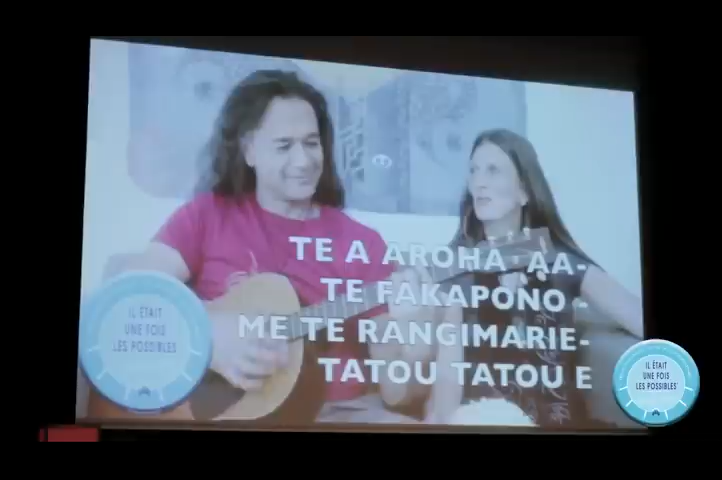 TE A AROHA AA-
TE FAKAPONO -
ME TE RANGIMARIE-
TATOU TATOU E
IL ÉTAIT
UNE FOIS
LES POSSIBLES
IL ÉTAIT
UNE FOIS
LES POSSIBLES